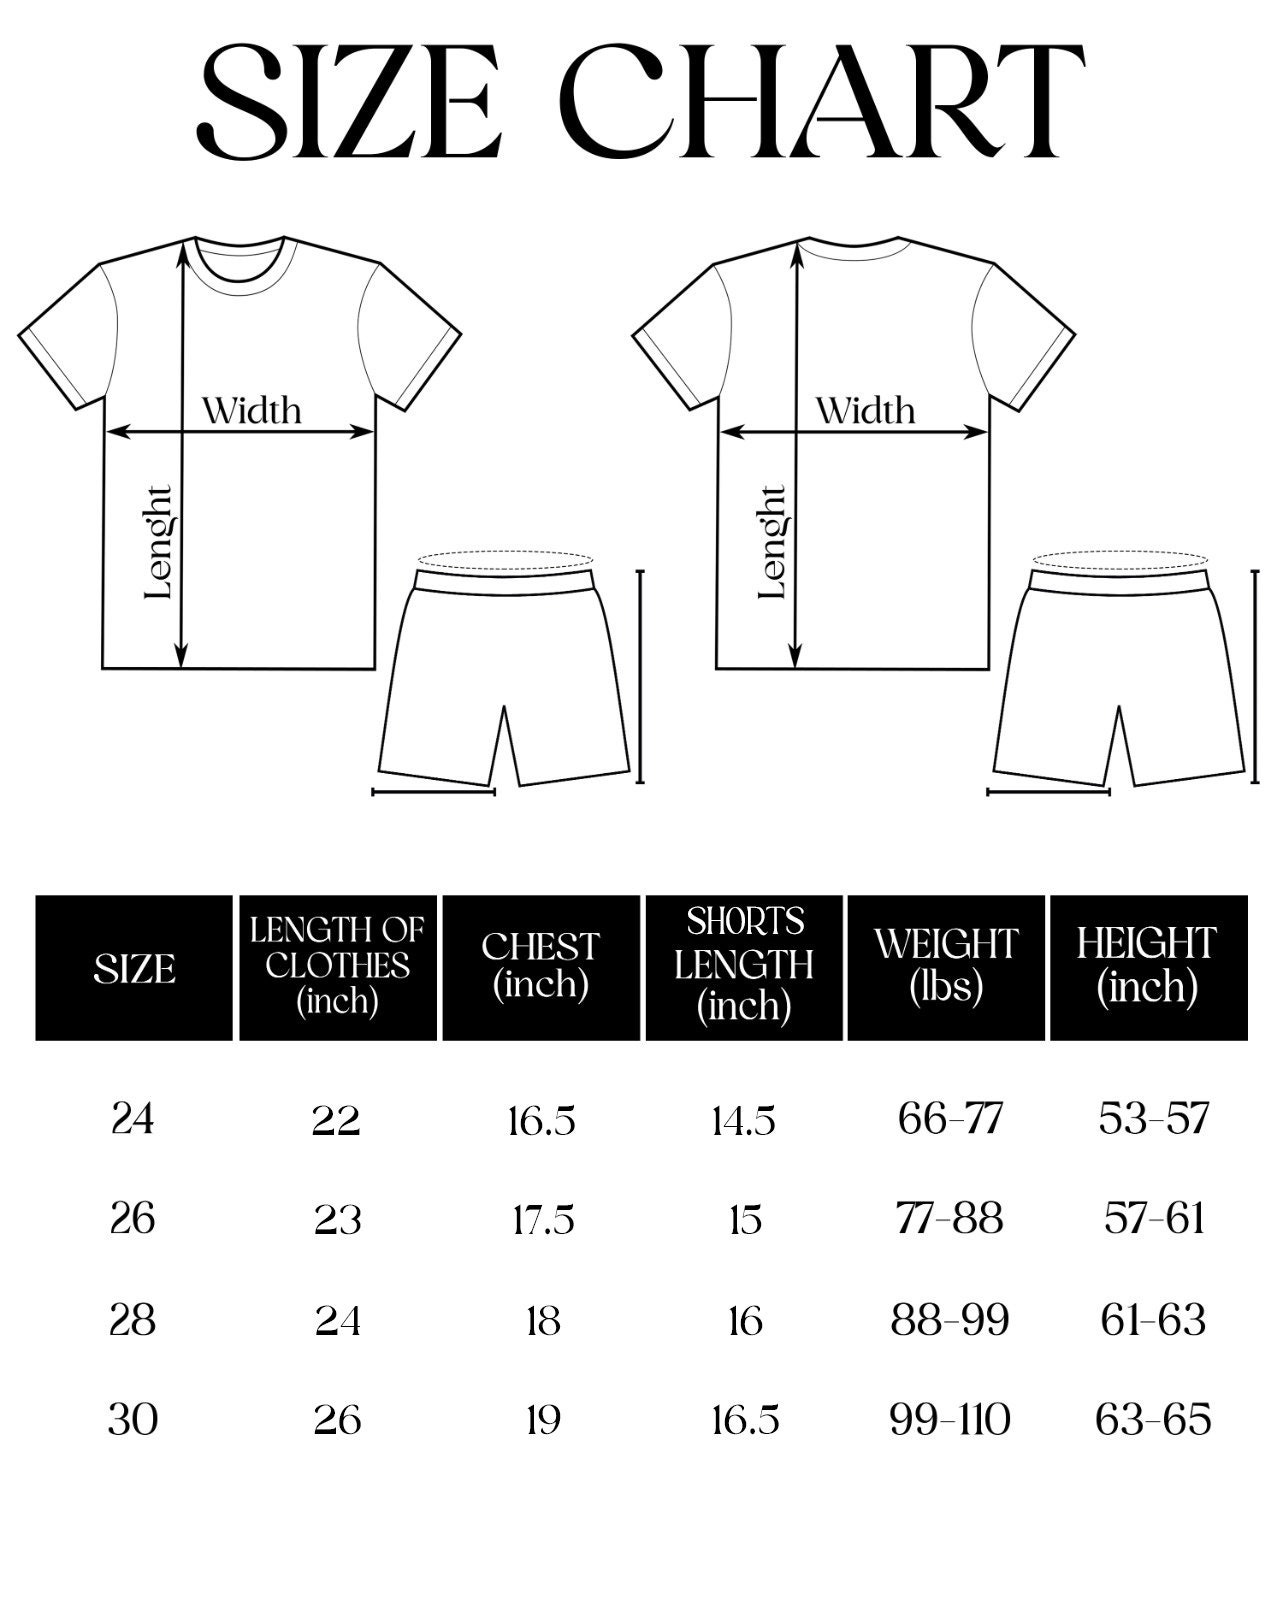 SIZE CHART
Width
Lenght
Width
Lenght
SIZE
LENGTH OF
CLOTHES
(inch)
CHEST
(inch)
SHORTS
LENGTH
(inch)
WEIGHT
(lbs)
HEIGHT
(inch)
24 22 16.5 14.5 66-77 53-57
26 23 17.5 15 77-88 57-61
28 24 18 16 88-99 61-63
30 26 19 16.5 99-110 63-65